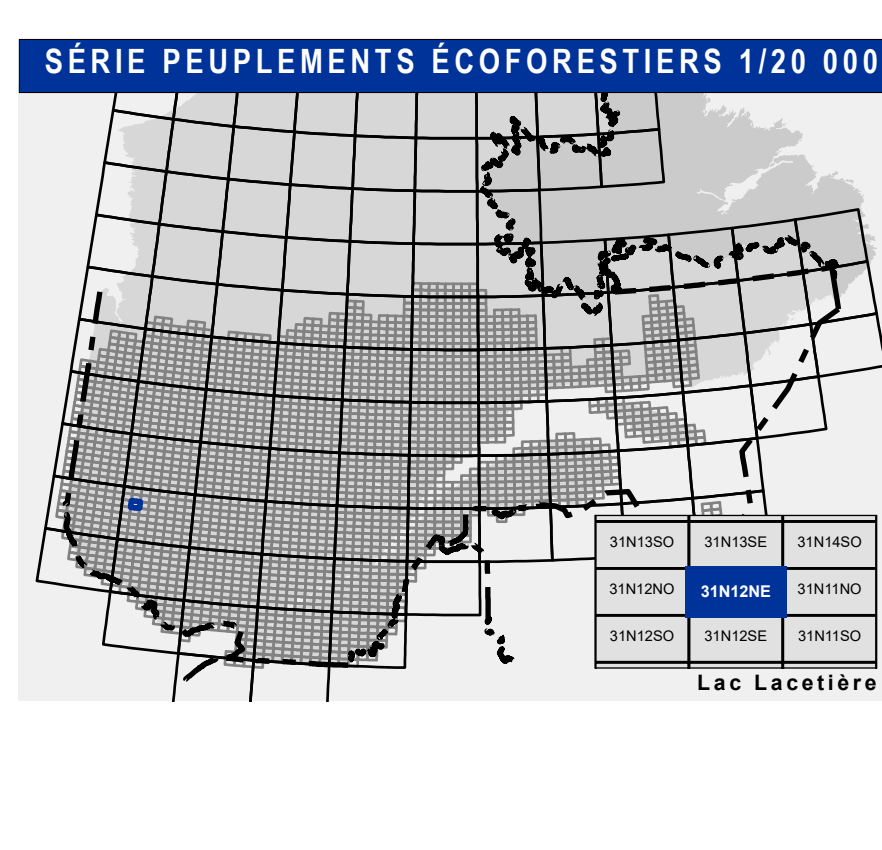 SÉRIE PEUPLEMENTS ÉCOFORESTIERS 1/20 000
31N13SO 31N13SE 31N14SO
31N12NO 31N12NE 31N11NO
31N12SO 31N12SE 31N11SO
Lac Lacetière